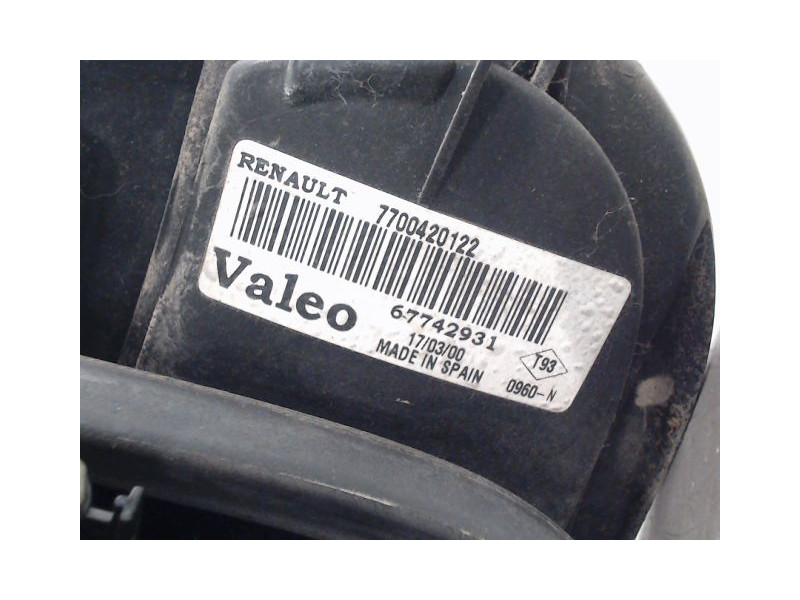 RENAULT 7700420122
Valeo 67742931
17/03/00
MADE IN SPAIN
T93
0960-N